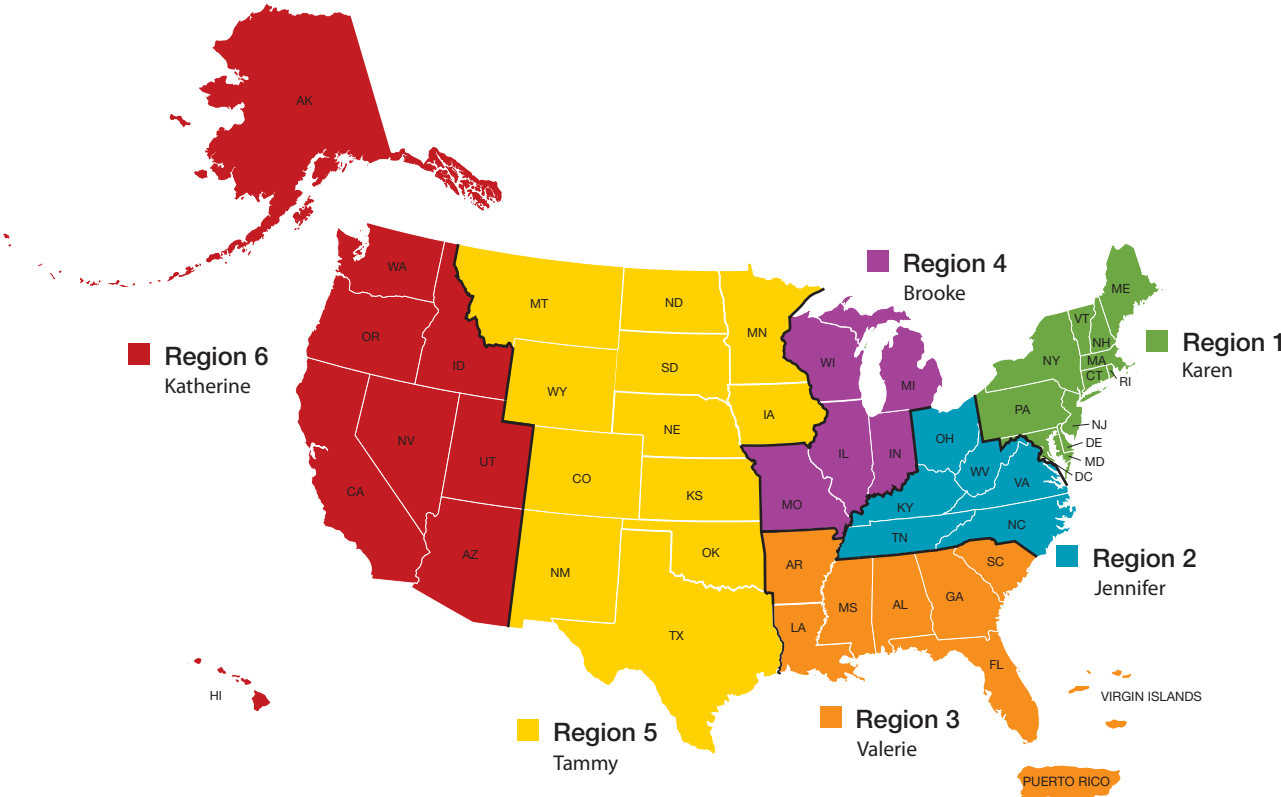 AK
Region 4
Brooke
WA
MT
ND
MN
ME
VT
NH
Region 6
Katherine
OR
ID
SD
WI
MI
NY
MA
CT
RI
Region 1
Karen
WY
IA
PA
NJ
NE
OH
DE
NV
UT
CO
IL
IN
WV
MD
DC
CA
KS
MO
KY
VA
AZ
NM
OK
AR
TN
NC
Region 2
Jennifer
SC
MS
AL
GA
TX
LA
FL
HI
VIRGIN ISLANDS
Region 5
Tammy
Region 3
Valerie
PUERTO RICO